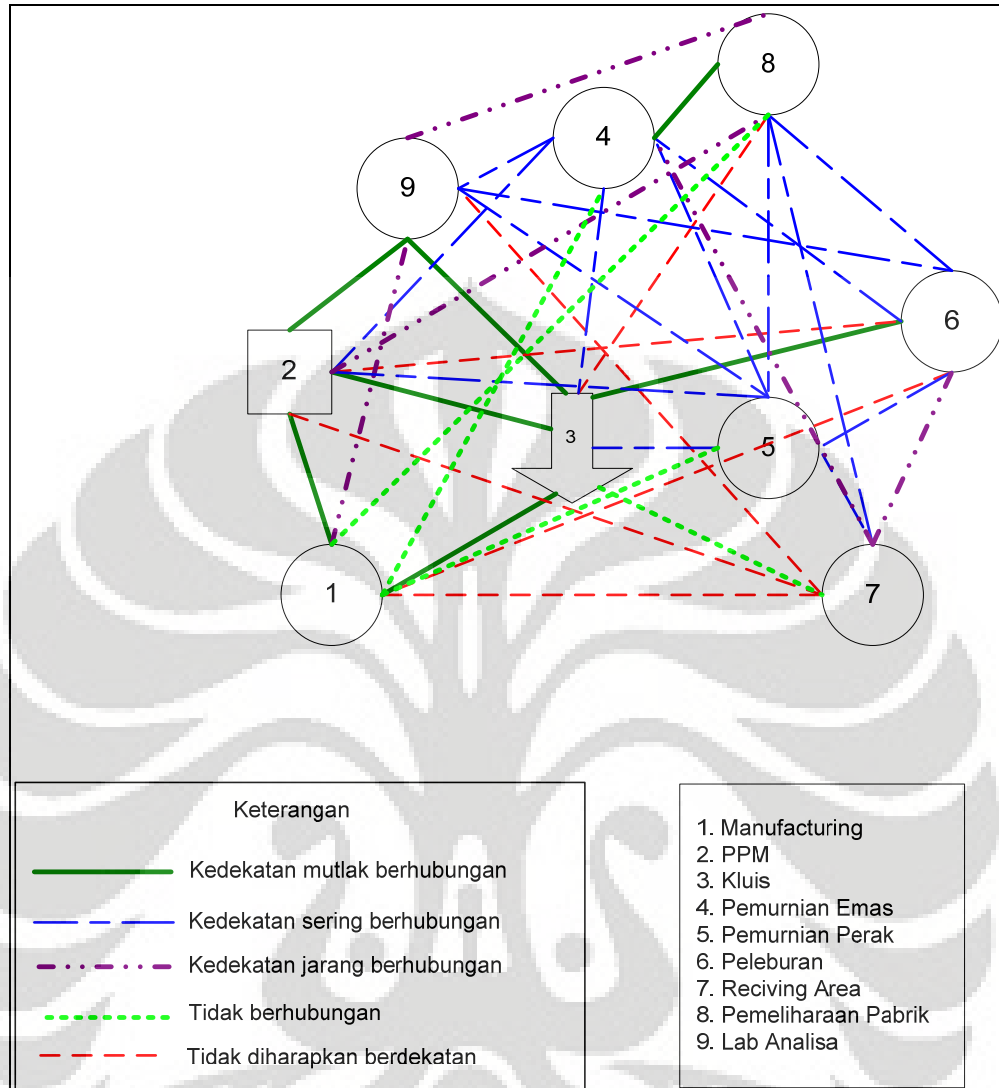 8
4
9
6
2
3
5
1
7
Keterangan
Kedekatan mutlak berhubungan
Kedekatan sering berhubungan
Kedekatan jarang berhubungan
Tidak berhubungan
Tidak diharapkan berdekatan
1. Manufacturing
2. PPM
3. Kluis
4. Pemurnian Emas
5. Pemurnian Perak
6. Peleburan
7. Reciving Area
8. Pemeliharaan Pabrik
9. Lab Analisa